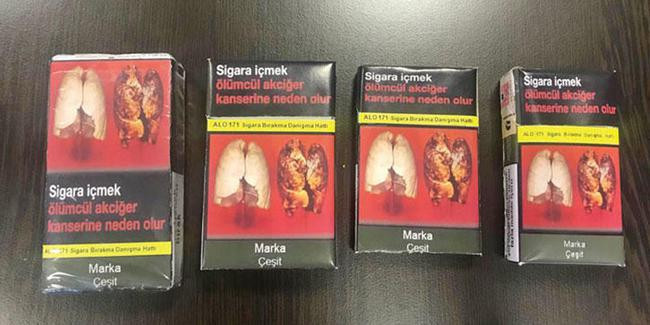 Sigara içmek
ölümcül akciğer
kanserine neden olur
ALO 171 Sigara Bırakma Danışma Hattı
Marka
Çeşit
Sigara içmek
ölümcül akciğer
kanserine neden olur
ALO 171 Sigara Bırakma Danışma Hattı
Marka
Çeşit
Sigara içmek
ölümcül akciğer
kanserine neden olur
ALO 171 Sigara Bırakma Danışma Hattı
Marka
Çeşit
Sigara içmek
ölümcül akciğer
kanserine neden olur
ALO 171 Sigara Bırakma Danışma Hattı
Marka
Çeşit